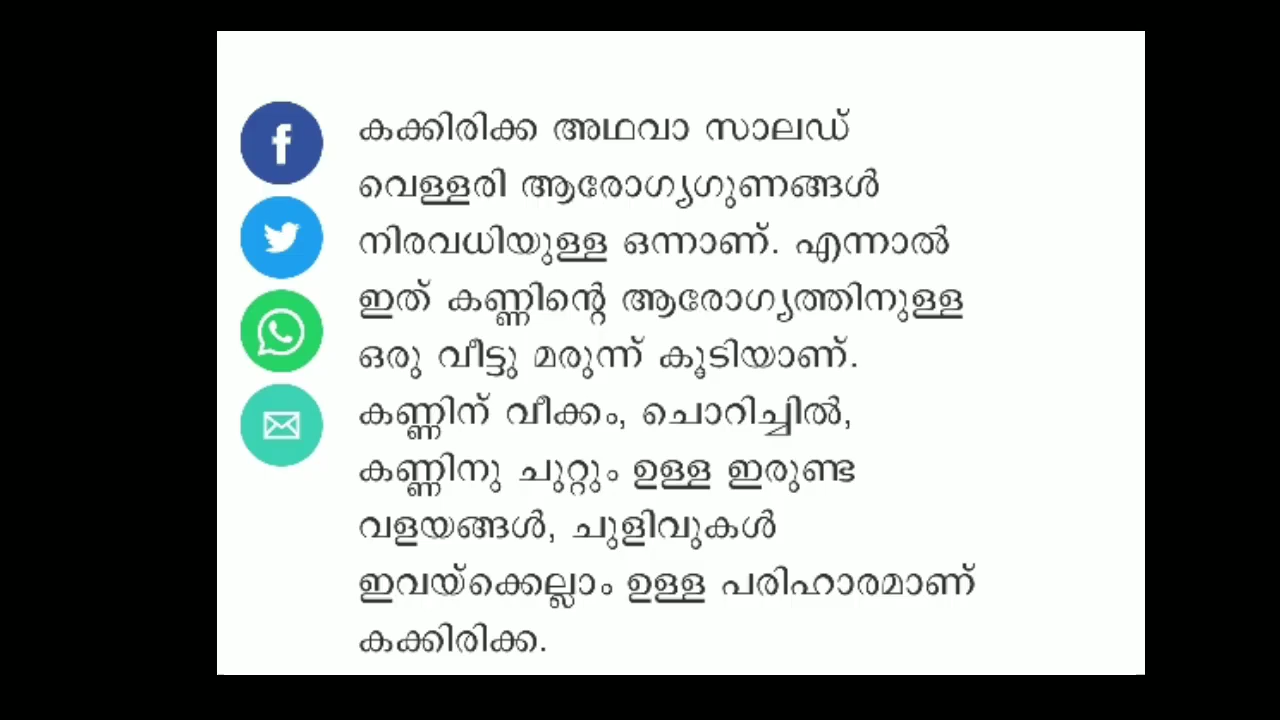 കക്കിരിക്ക അഥവാ സാലഡ്
വെള്ളരി ആരോഗ്യഗുണങ്ങൾ
നിരവധിയുള്ള ഒന്നാണ്. എന്നാൽ
ഇത് കണ്ണിന്റെ ആരോഗ്യത്തിനുള്ള
ഒരു വീട്ടു മരുന്ന് കൂടിയാണ്.
കണ്ണിന് വീക്കം, ചൊറിച്ചിൽ,
കണ്ണിനു ചുറ്റും ഉള്ള ഇരുണ്ട
വളയങ്ങൾ, ചുളിവുകൾ
ഇവയ്ക്കെല്ലാം ഉള്ള പരിഹാരമാണ്
കക്കിരിക്ക.